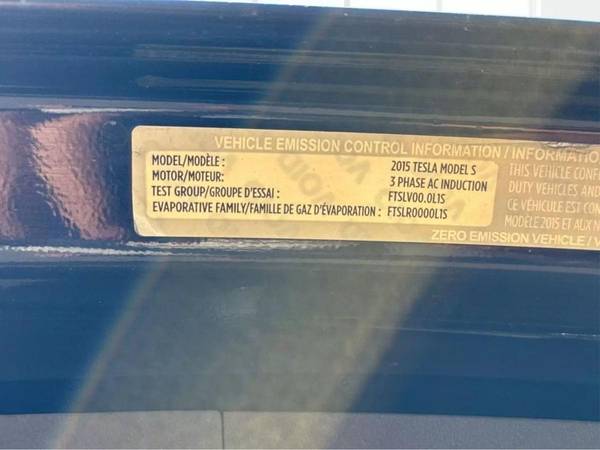 VEHICLE EMISSION CONTROL INFORMATION / INFORMATIO
MODEL/MODÈLE : 2015 TESLA MODEL S
MOTOR/MOTEUR: 3 PHASE AC INDUCTION
TEST GROUP/GROUPE D'ESSAI : FTSLV00.0L1S
EVAPORATIVE FAMILY/FAMILLE DE GAZ D'ÉVAPORATION : FTSLR0000L1S
THIS VEHICLE CONFOR
DUTY VEHICLES AND
CE VÉHICULE EST CON
MODÈLE 2015 ET AUX N
ZERO EMISSION VEHICLE / V